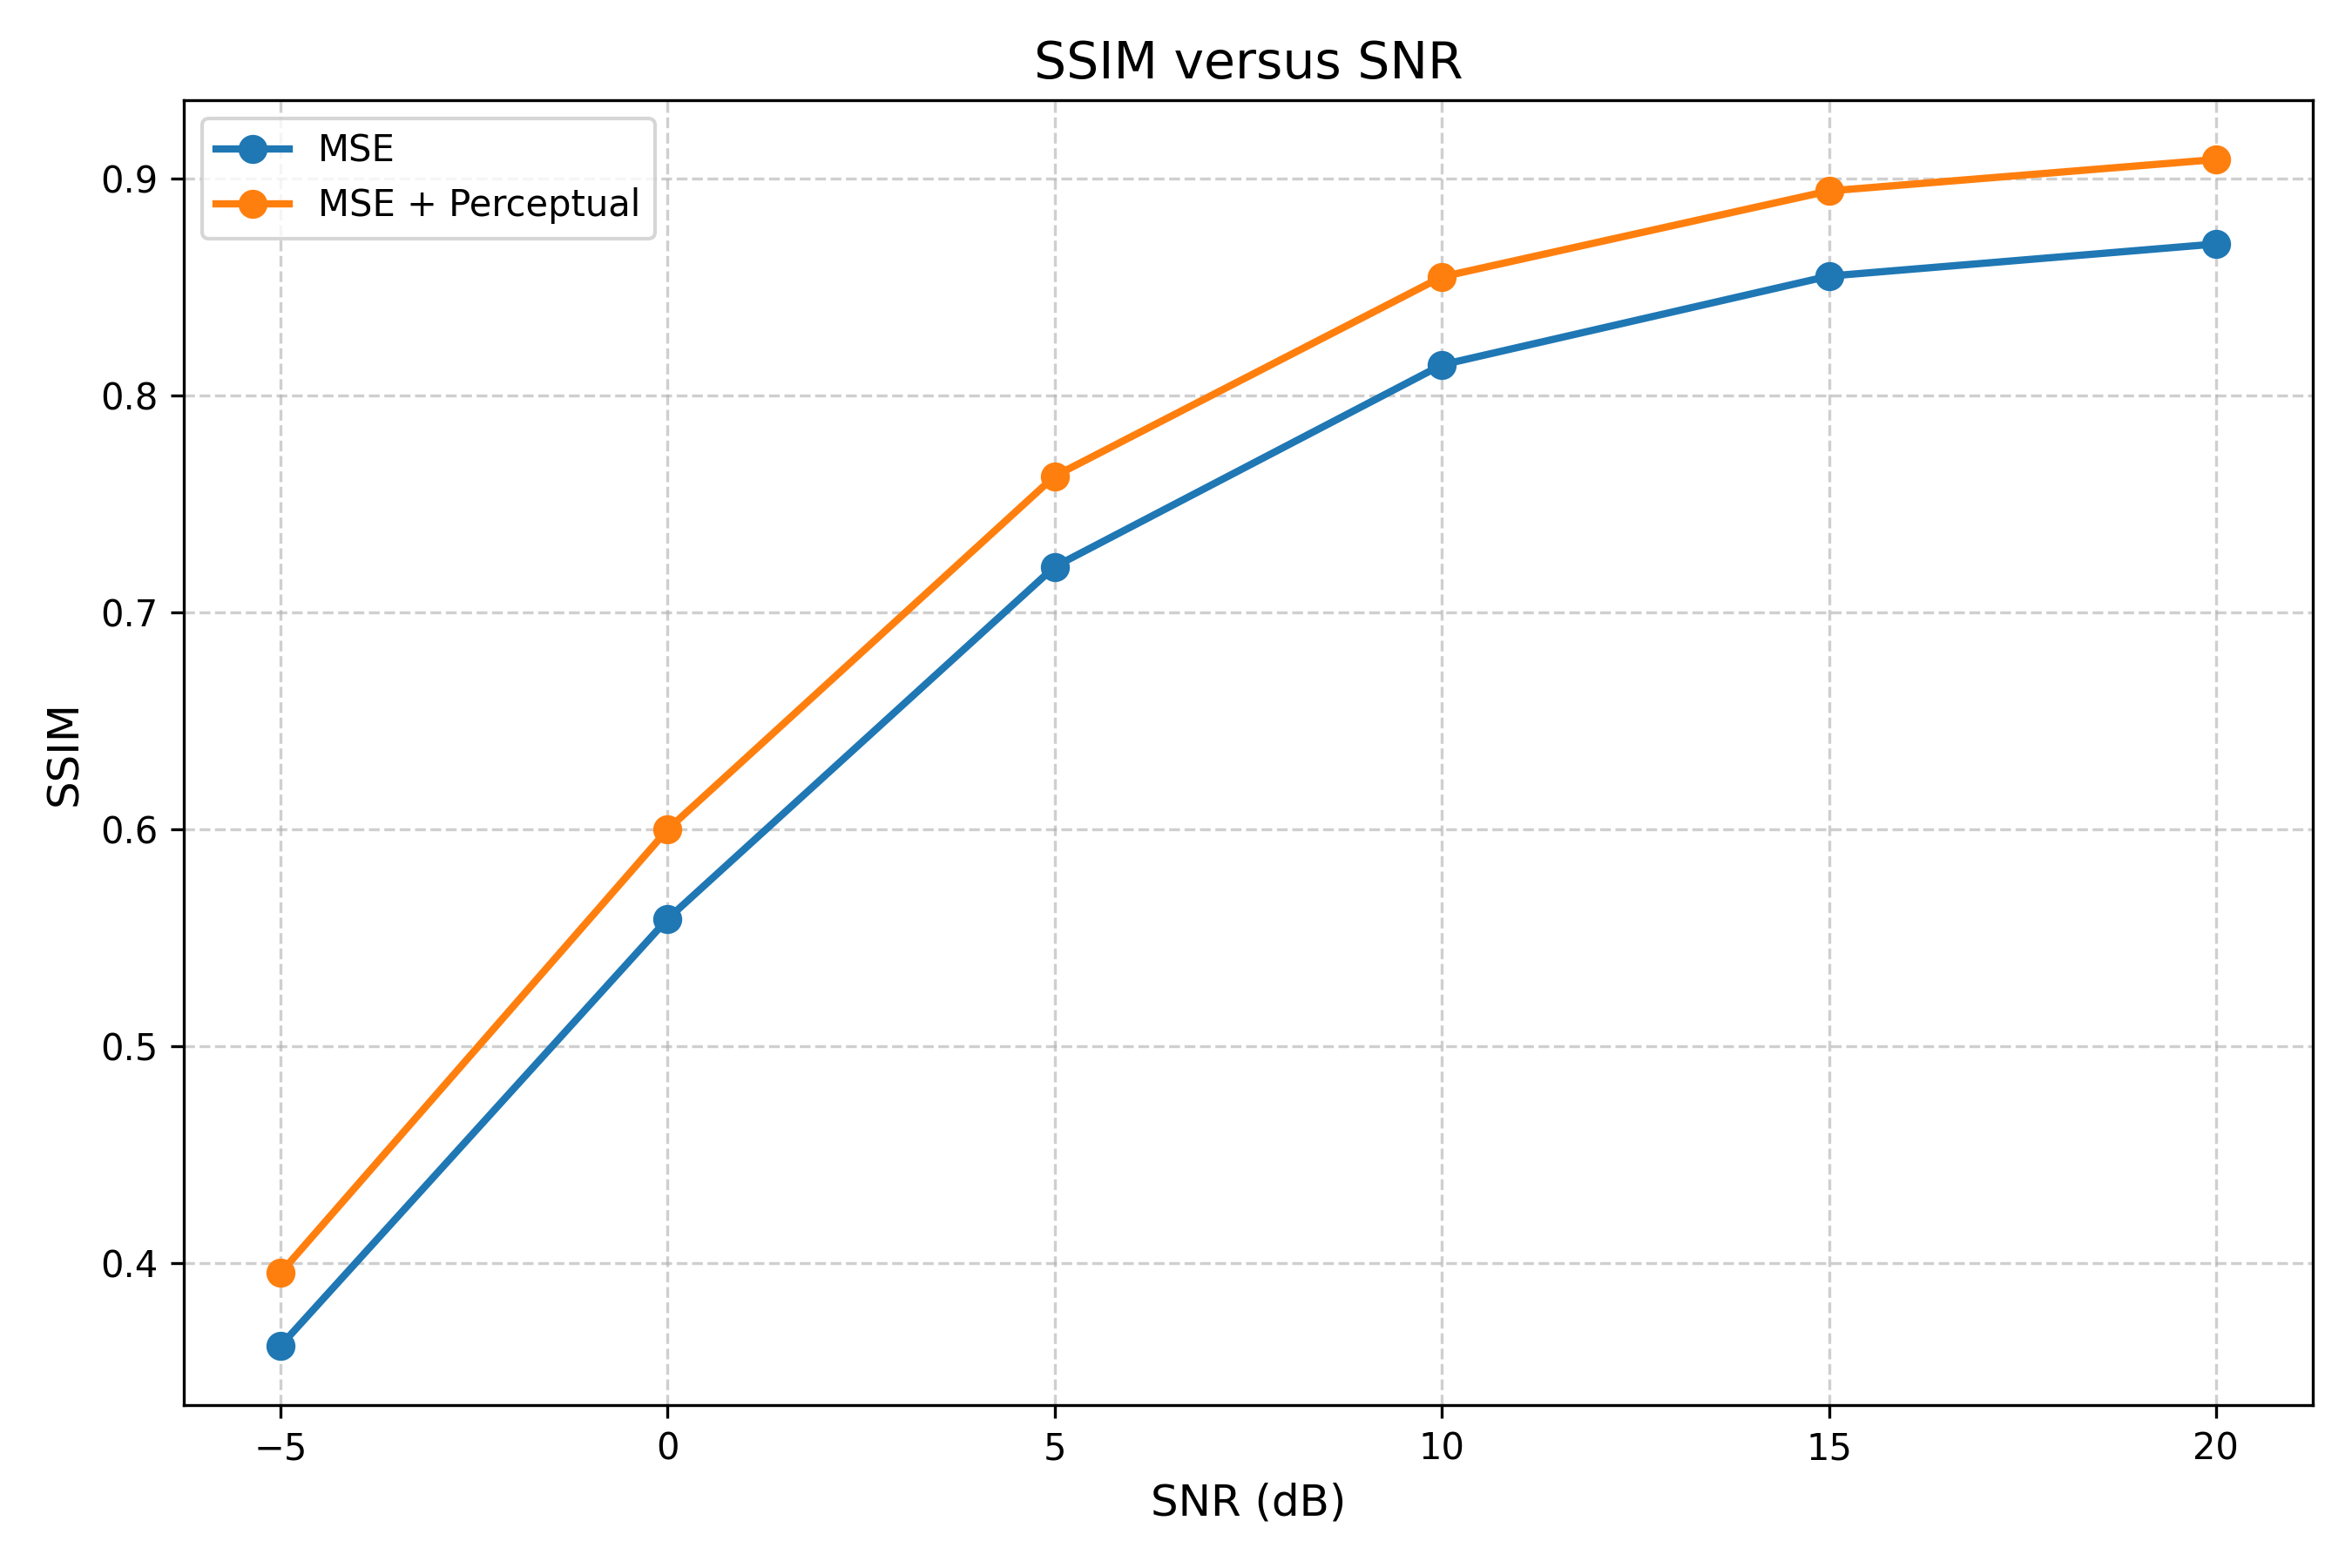 SSIM versus SNR
MSE
MSE + Perceptual
0.9
0.8
0.7
0.6
0.5
0.4
SSIM
−5 0 5 10 15 20
SNR (dB)